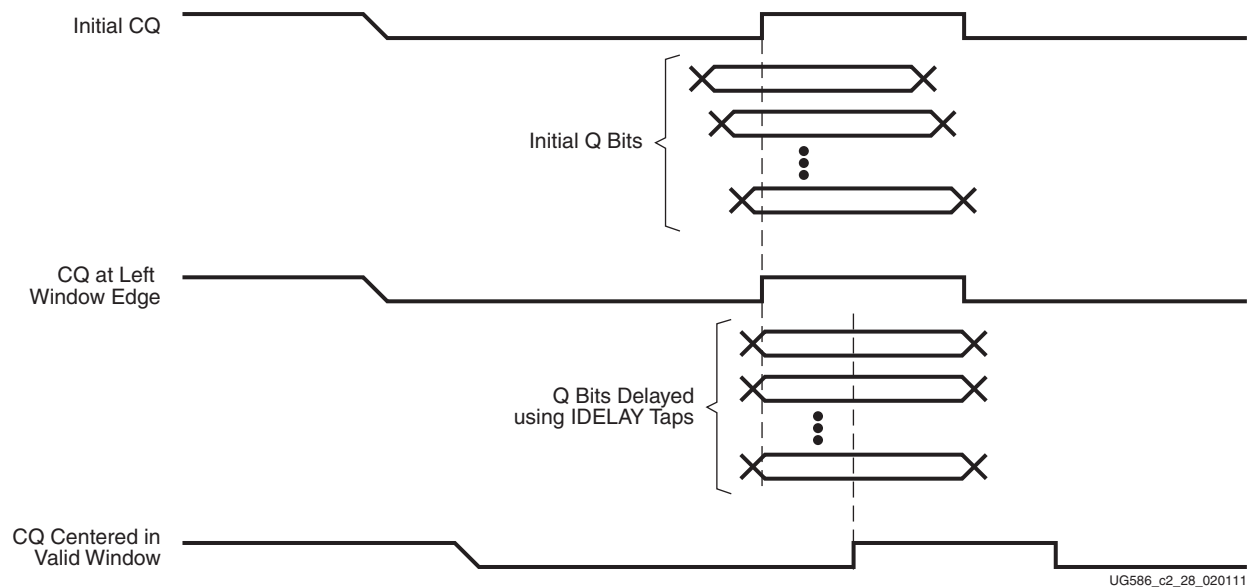 Initial CQ
Initial Q Bits
CQ at Left
Window Edge
Q Bits Delayed
using IDELAY Taps
CQ Centered in
Valid Window
UG586_c2_28_020111